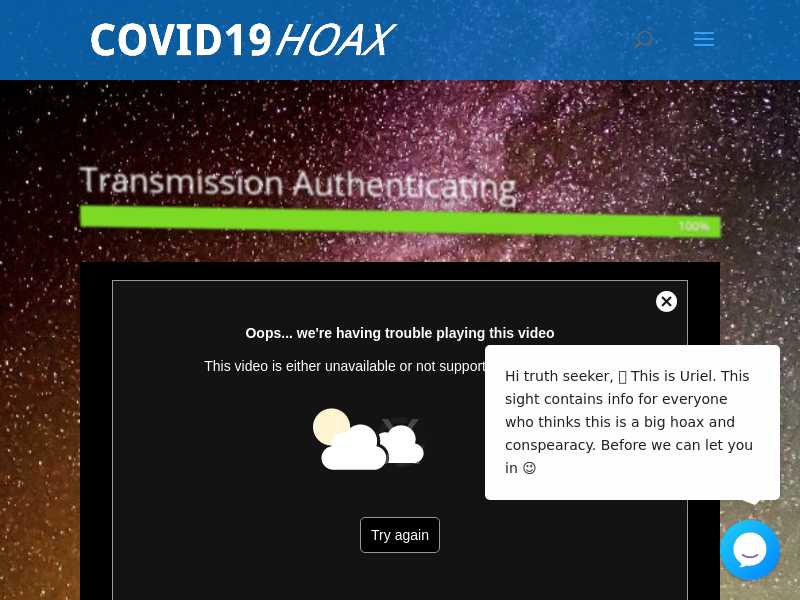 COVID19HOAX
Transmission Authenticating
100%
Oops... we're having trouble playing this video
This video is either unavailable or not support
Hi truth seeker, This is Uriel. This
sight contains info for everyone
who thinks this is a big hoax and
conspearacy. Before we can let you
in 😉
Try again